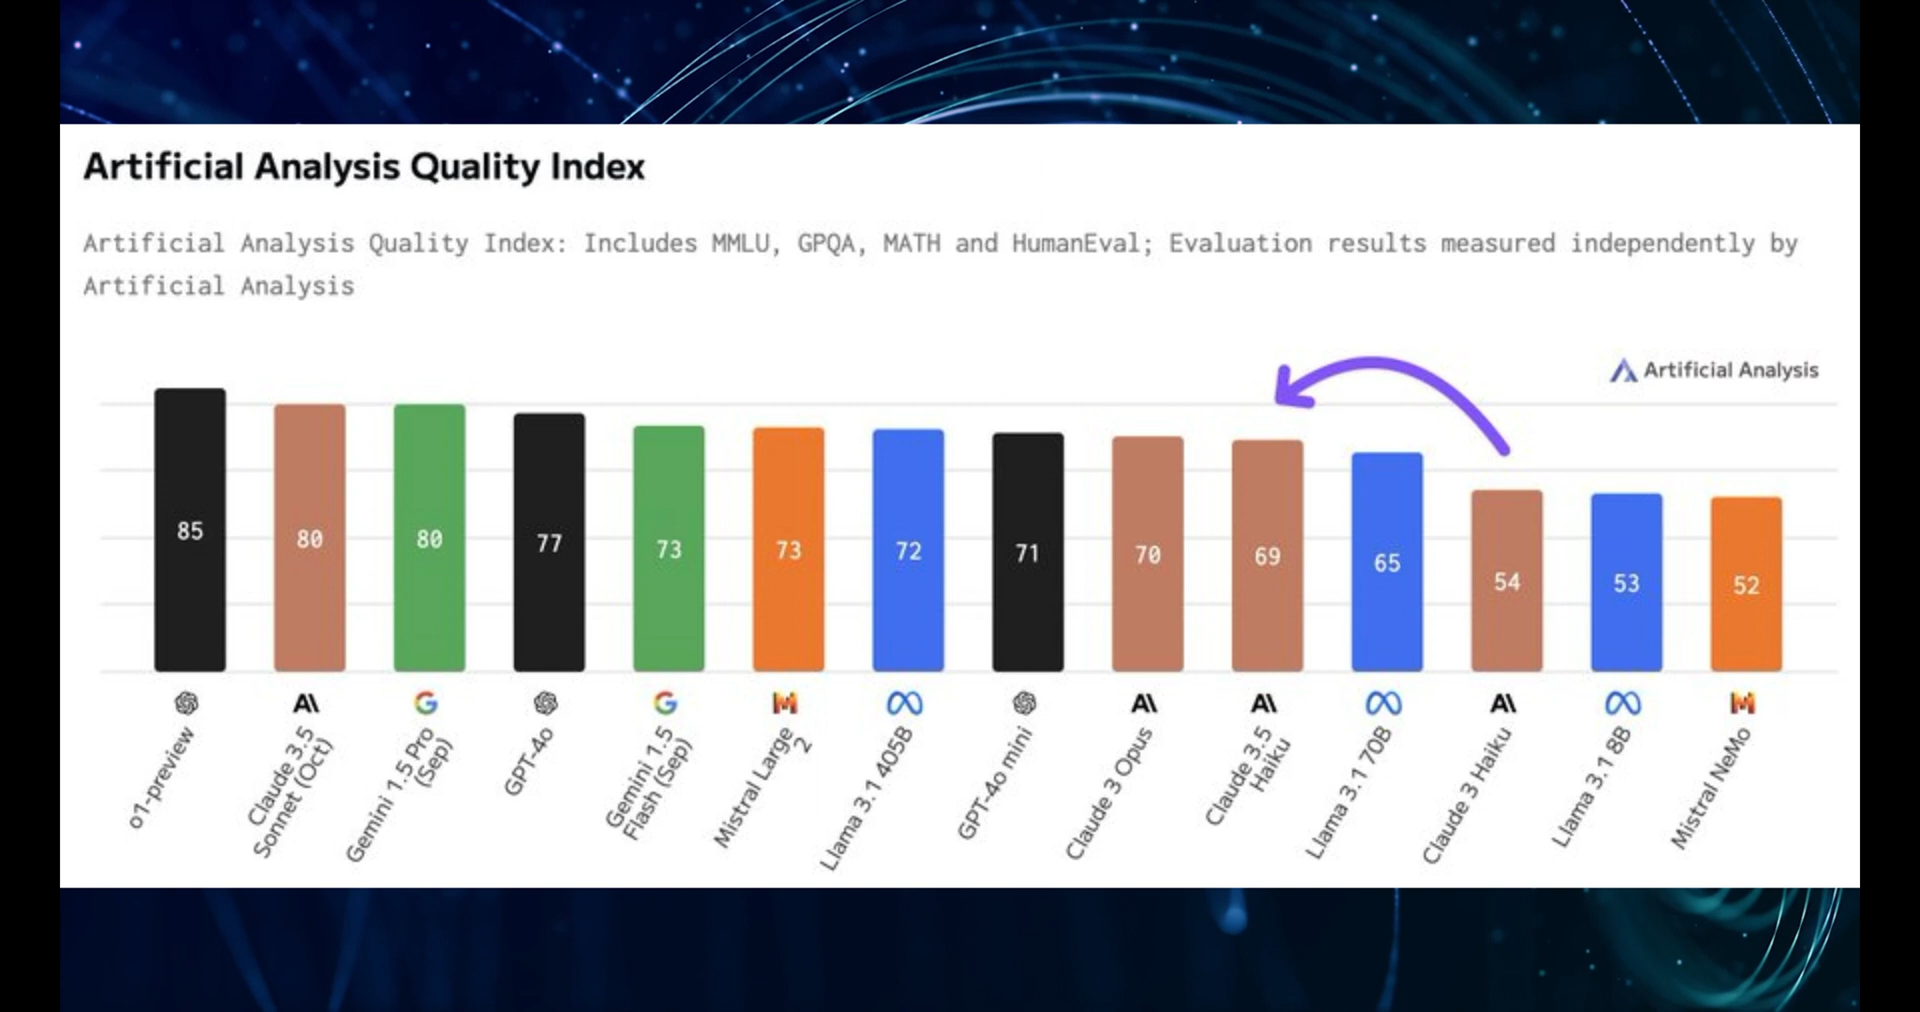 Artificial Analysis Quality Index
Artificial Analysis Quality Index: Includes MMLU, GPQA, MATH and HumanEval; Evaluation results measured independently by
Artificial Analysis
Artificial Analysis
85
80
80
77
73
73
72
71
70
69
65
54
53
52
o1-preview
Claude 3.5
Sonnet (Oct)
Gemini 1.5 Pro
(Sep)
GPT-4o
Gemini 1.5
Flash (Sep)
Mistral Large
2
Llama 3.1 405B
GPT-4o mini
Claude 3 Opus
Claude 3.5
Haiku
Llama 3.1 70B
Claude 3 Haiku
Llama 3.1 8B
Mistral NeMo